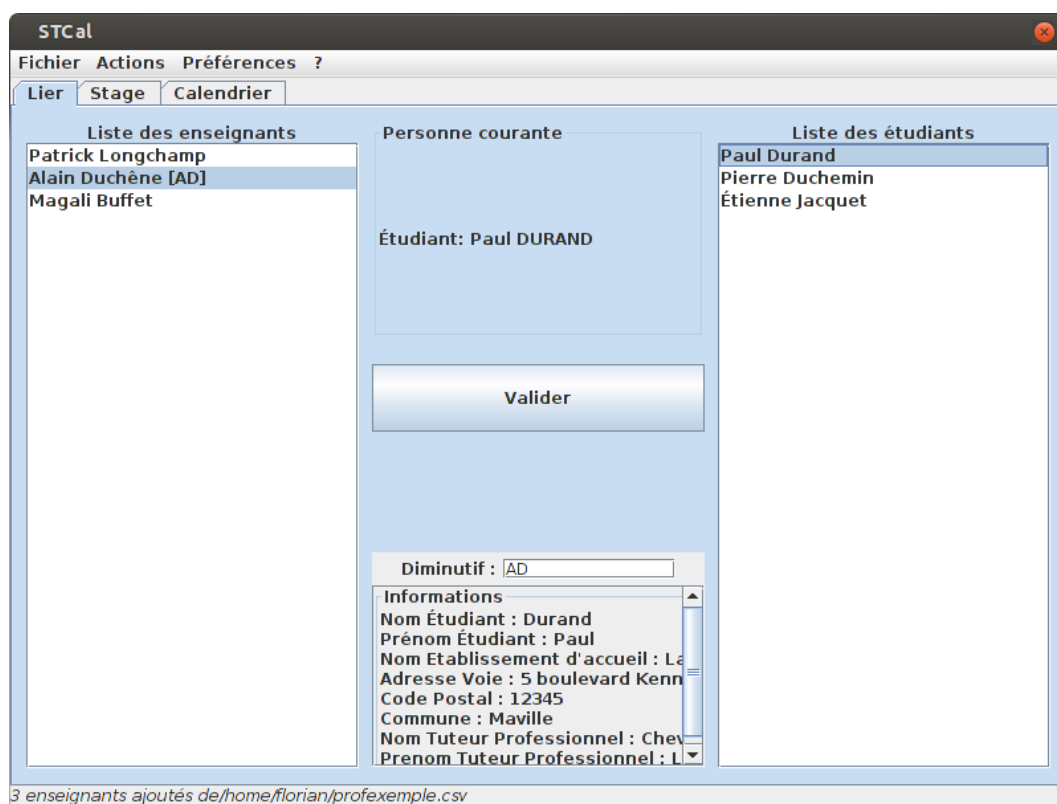 STCal
Fichier Actions Préférences ?
Lier Stage Calendrier
Liste des enseignants
Patrick Longchamp
Alain Duchêne [AD]
Magali Buffet
Personne courante
Étudiant: Paul DURAND
Valider
Diminutif : AD
Informations
Nom Étudiant : Durand
Prénom Étudiant : Paul
Nom Etablissement d'accueil : La
Adresse Voie : 5 boulevard Kenn
Code Postal : 12345
Commune : Maville
Nom Tuteur Professionnel : Chev
Prenom Tuteur Professionnel : L
Liste des étudiants
Paul Durand
Pierre Duchemin
Étienne Jacquet
3 enseignants ajoutés de/home/florian/profexemple.csv